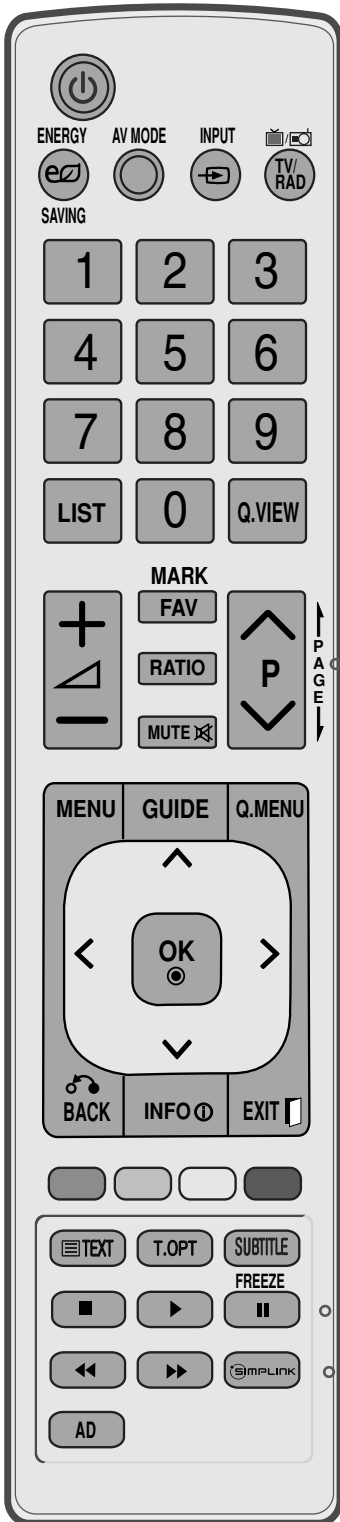 ENERGY AV MODE INPUT
TV/
RAD
SAVING
1 2 3
4 5 6
7 8 9
LIST 0 Q.VIEW
MARK
FAV
RATIO
P
PAGE
MUTE
MENU GUIDE Q.MENU
OK
BACK INFO EXIT
TEXT T.OPT SUBTITLE
FREEZE
SIMPLINK
AD